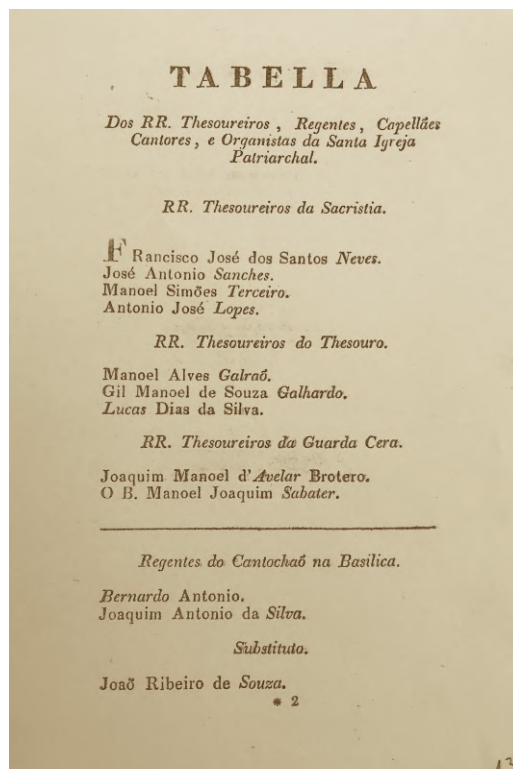 TABELLA
Dos RR. Thesoureiros, Regentes, Capellães
Cantores, e Organistas da Santa Igreja
Patriarchal.
RR. Thesoureiros da Sacristia.
FRancisco José dos Santos Neves.
José Antonio Sanches.
Manoel Simões Terceiro.
Antonio José Lopes.
RR. Thesoureiros do Thesouro.
Manoel Alves Galraõ.
Gil Manoel de Souza Galhardo.
Lucas Dias da Silva.
RR. Thesoureiros da Guarda Cera.
Joaquim Manoel d'Avelar Brotero.
O B. Manoel Joaquim Sabater.
Regentes do Cantochaõ na Basilica.
Bernardo Antonio.
Joaquim Antonio da Silva.
Substituto.
Joaõ Ribeiro de Souza.
* 2